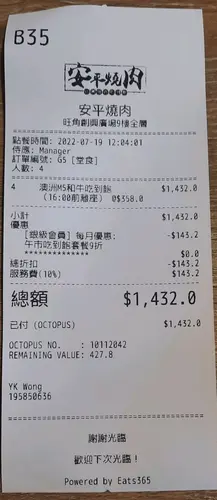 B35
安平燒肉
安平燒肉
旺角創興廣場9樓全層
點餐時間: 2022-07-19 12:04:01
侍應: Manager
訂單編號: G5 [堂食]
人數: 4
4 澳洲M5和牛吃到飽 $1,432.0
(16:00前離座) @$358.0
小計 $1,432.0
優惠
[銀級會員] 每月優惠: -$143.2
午市吃到飽套餐9折
************** $0.0
總折扣 -$143.2
服務費(10%) $143.2
總額 $1,432.0
已付 (OCTOPUS) $1,432.0
OCTOPUS NO. : 10112042
REMAINING VALUE: 427.8
YK Wong
195850636
謝謝光臨
歡迎下次光臨!
Powered by Eats365